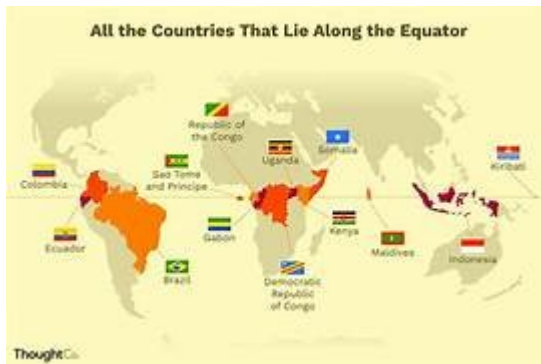 All the Countries That Lie Along the Equator
Republic of
the Congo
Uganda
Somalia
Kiribati
Colombia
Sao Tome
and Principe
Ecuador
Brazil
Gabon
Kenya
Maldives
Indonesia
Democratic
Republic
of Congo
ThoughtCo.